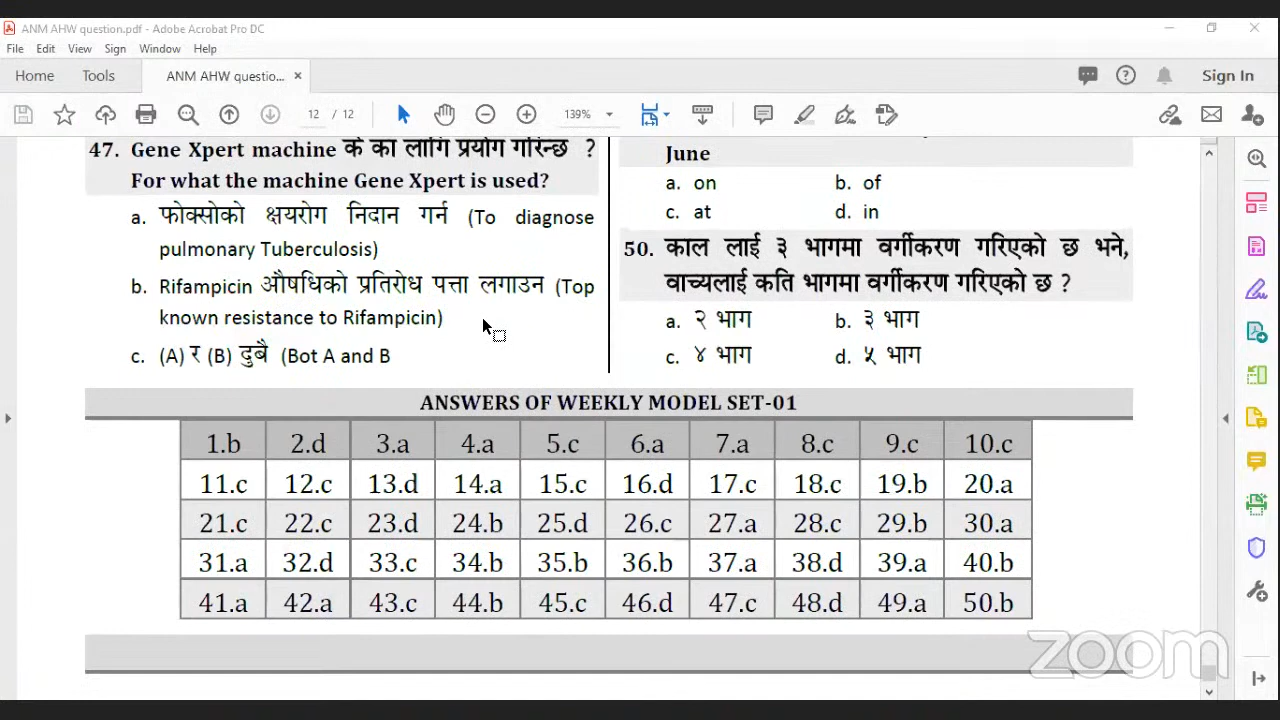 ANM AHW question.pdf - Adobe Acrobat Pro DC
File Edit View Sign Window Help
Home Tools ANM AHW questio... × Sign In
12 / 12 139%
47. Gene Xpert machine के का लागि प्रयोग गरिन्छ ?
For what the machine Gene Xpert is used?
a. फोक्सोको क्षयरोग निदान गर्न (To diagnose
pulmonary Tuberculosis)
b. Rifampicin औषधिको प्रतिरोध पत्ता लगाउन (Top
known resistance to Rifampicin)
c. (A) र (B) दुबै (Bot A and B
June
a. on b. of
c. at d. in
50. काल लाई ३ भागमा वर्गीकरण गरिएको छ भने,
वाच्यलाई कति भागमा वर्गीकरण गरिएको छ ?
a. २ भाग b. ३ भाग
c. ४ भाग d. ५ भाग
ANSWERS OF WEEKLY MODEL SET-01
1.b 2.d 3.a 4.a 5.c 6.a 7.a 8.c 9.c 10.c
11.c 12.c 13.d 14.a 15.c 16.d 17.c 18.c 19.b 20.a
21.c 22.c 23.d 24.b 25.d 26.c 27.a 28.c 29.b 30.a
31.a 32.d 33.c 34.b 35.b 36.b 37.a 38.d 39.a 40.b
41.a 42.a 43.c 44.b 45.c 46.d 47.c 48.d 49.a 50.b
zoom